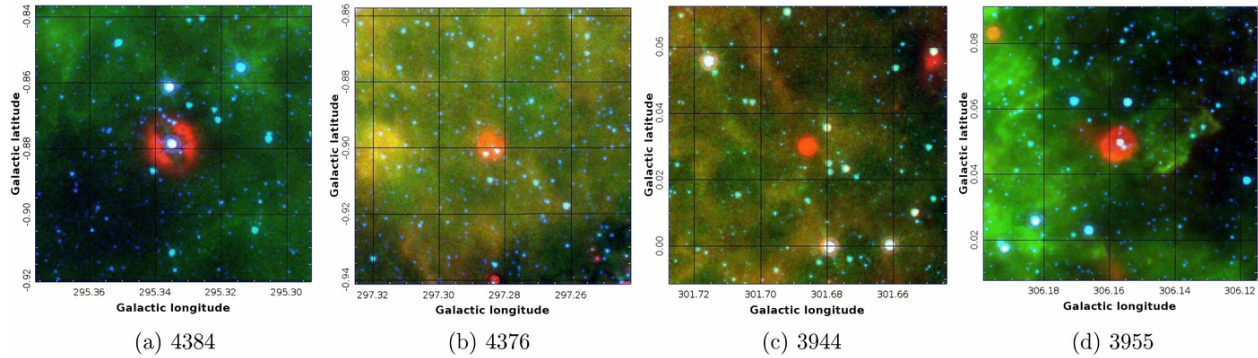 -0.84
-0.86
-0.88
-0.90
-0.92
Galactic latitude
295.36
295.34
295.32
295.30
Galactic longitude
(a) 4384
-0.86
-0.88
-0.90
-0.92
-0.94
Galactic latitude
297.32
297.30
297.28
297.26
Galactic longitude
(b) 4376
0.06
0.04
0.02
0.00
Galactic latitude
301.72
301.70
301.68
301.66
Galactic longitude
(c) 3944
0.08
0.06
0.04
0.02
Galactic latitude
306.18
306.16
306.14
306.12
Galactic longitude
(d) 3955